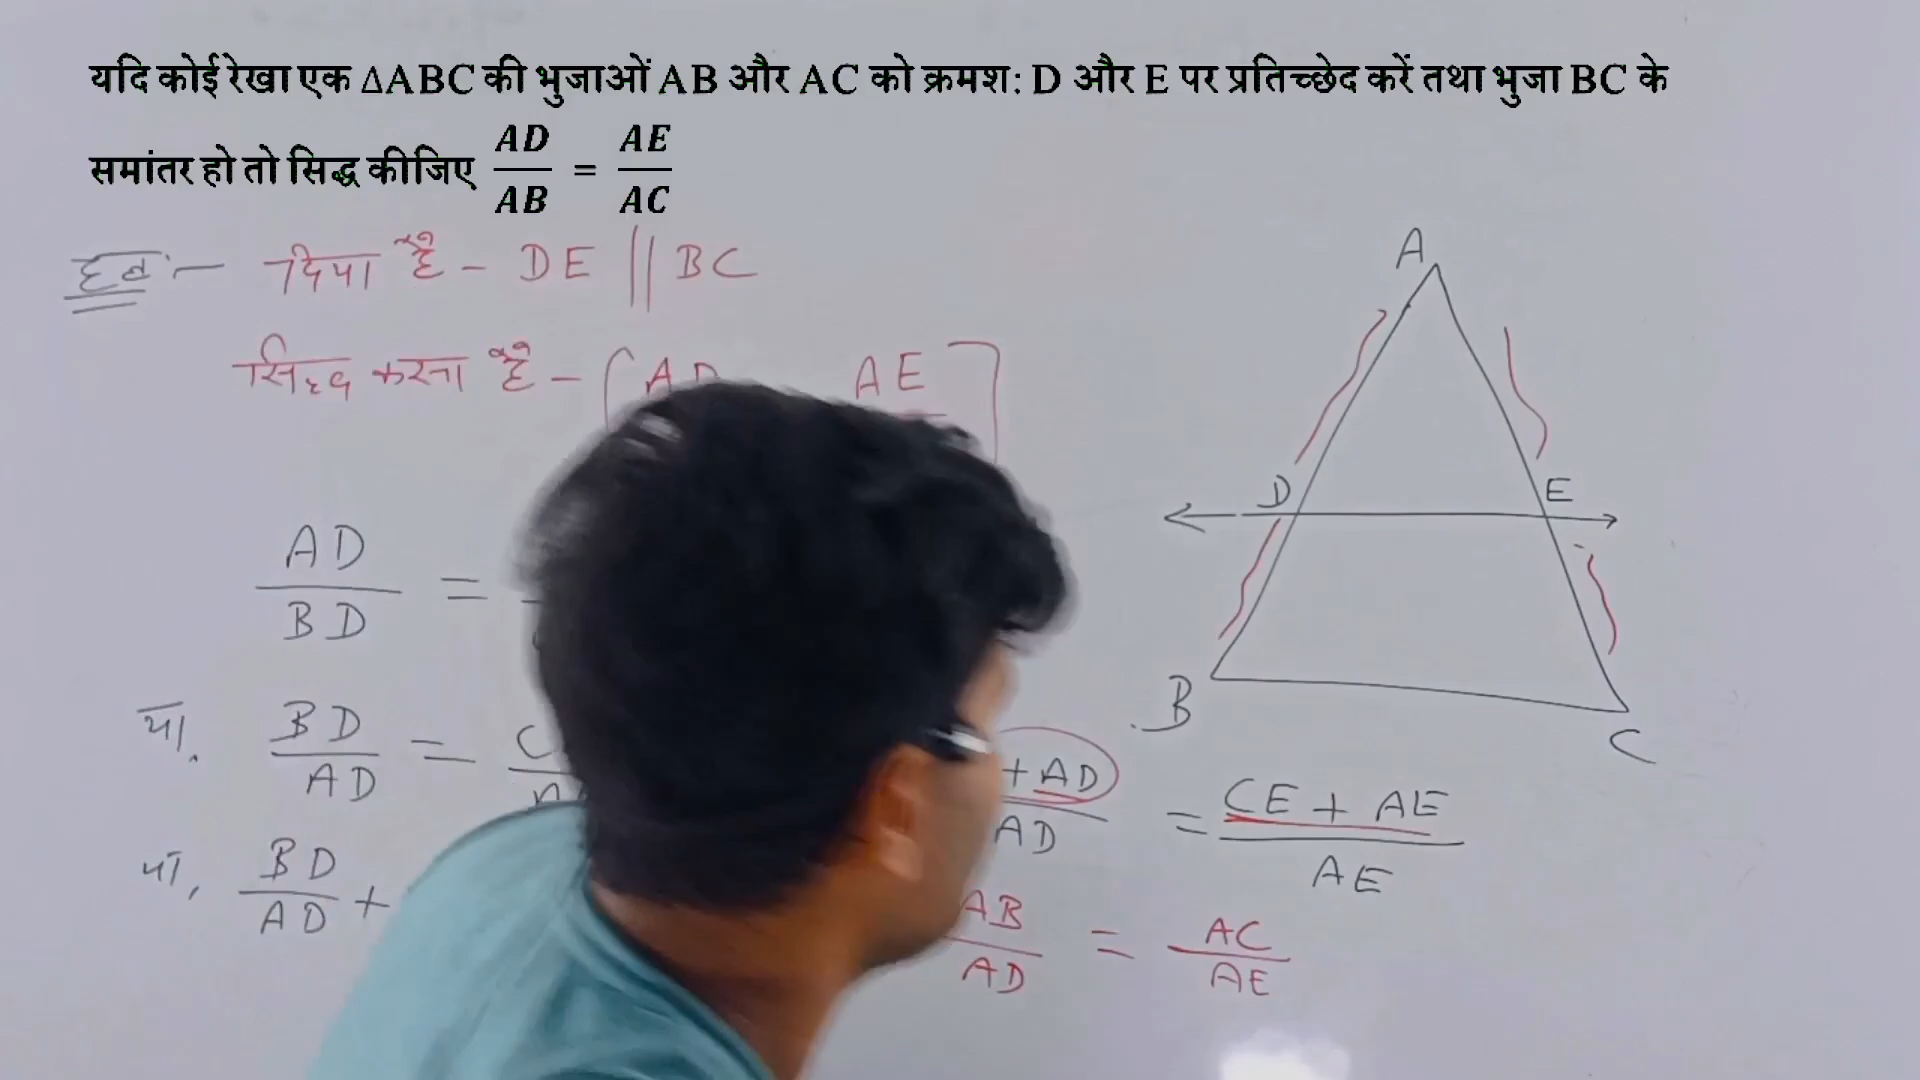 यदि कोई रेखा एक ΔABC की भुजाओं AB और AC को क्रमश: D और E पर प्रतिच्छेद करें तथा भुजा BC के
समांतर हो तो सिद्ध कीजिए AD/AB = AE/AC
हल :- दिया है - DE || BC
सिद्ध करना है - [ AD AE ]
AD/BD =
या, BD/AD =
या, BD/AD +
+ AD/AD = CE + AE/AE
AB/AD = AC/AE
A
D E
B
C